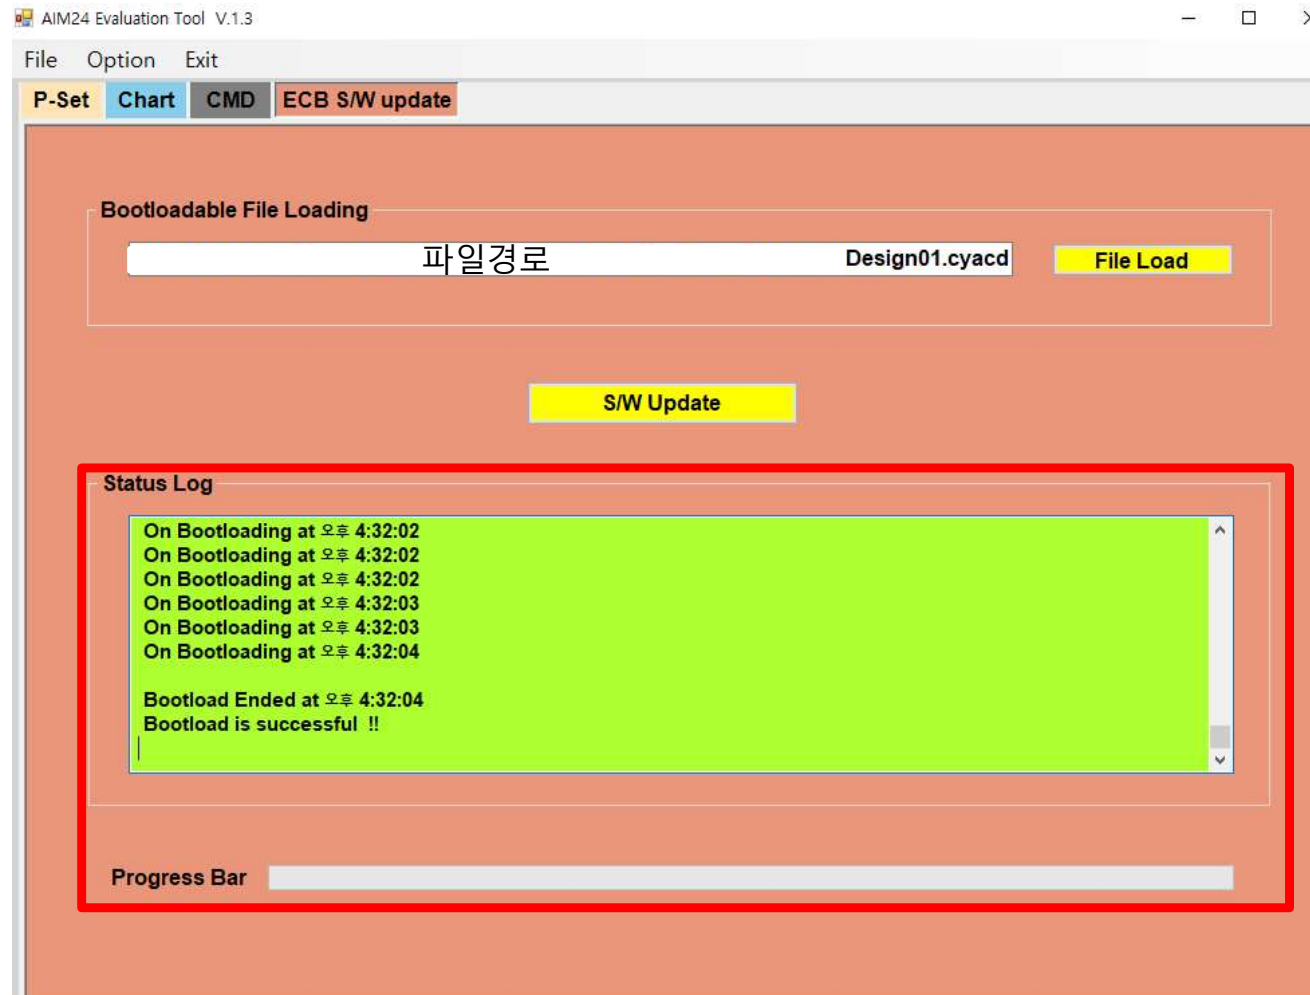 AIM24 Evaluation Tool V.1.3
File Option Exit
P-Set Chart CMD ECB S/W update
Bootloadable File Loading
파일경로 Design01.cyacd File Load
S/W Update
Status Log
On Bootloading at 오후 4:32:02
On Bootloading at 오후 4:32:02
On Bootloading at 오후 4:32:02
On Bootloading at 오후 4:32:03
On Bootloading at 오후 4:32:03
On Bootloading at 오후 4:32:04
Bootload Ended at 오후 4:32:04
Bootload is successful !!
Progress Bar